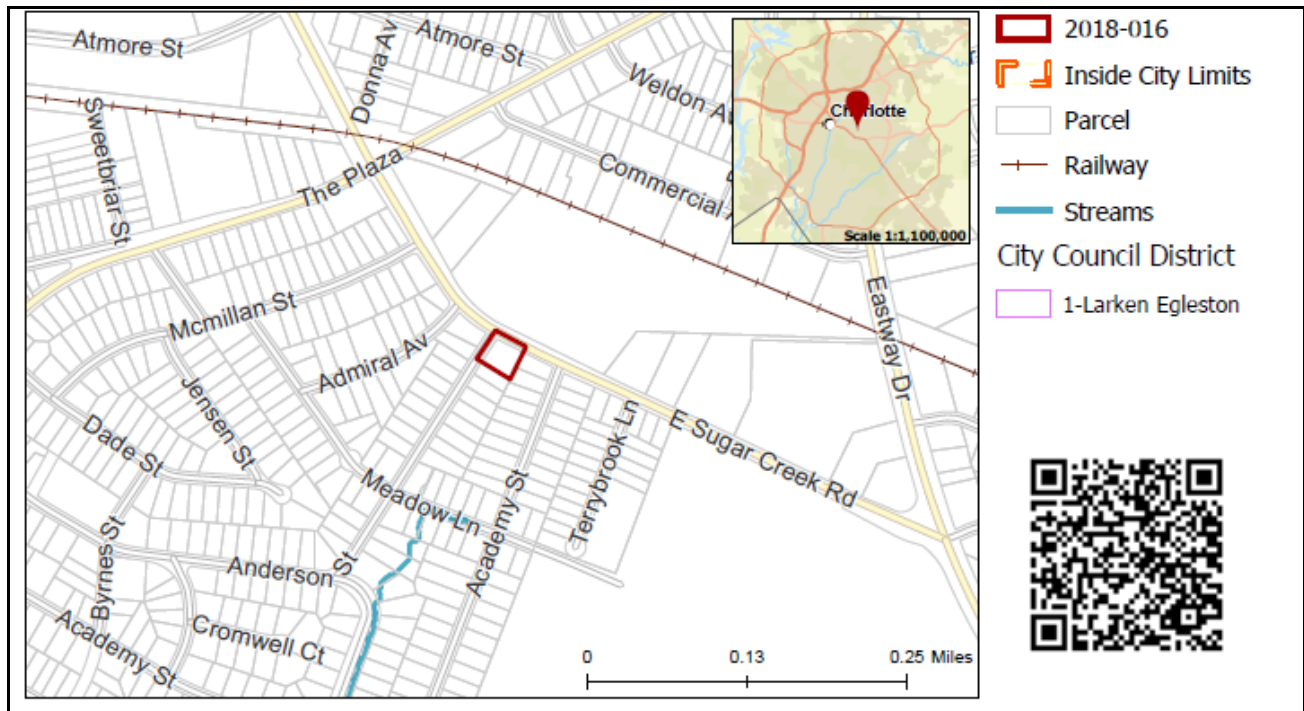 Atmore St
Donna Av
Atmore St
Weldon Av
Charlotte
Scale 1:1,100,000
Sweetbriar St
The Plaza
Commercial
Mcmillan St
Admiral Av
Jensen St
Eastway Dr
Dade St
E Sugar Creek Rd
Terrybrook Ln
Meadow Ln
Academy St
Byrnes St
Anderson St
Cromwell Ct
Academy St
0 0.13 0.25 Miles
2018-016
Inside City Limits
Parcel
Railway
Streams
City Council District
1-Larken Egleston